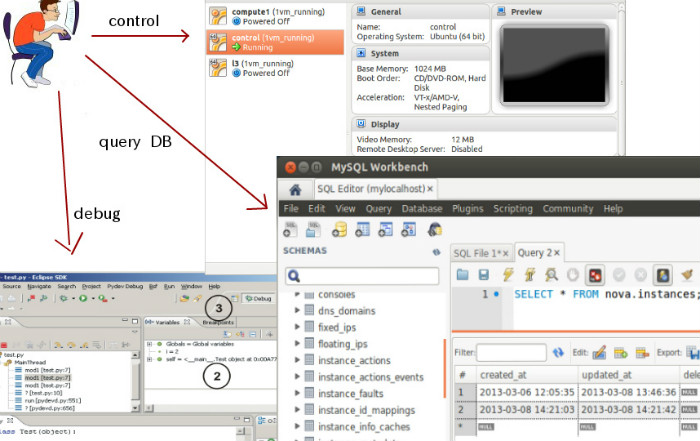 control
query DB
debug
compute1 (1vm_running)
Powered Off
control (1vm_running)
Running
l3 (1vm_running)
Powered Off
General
Name: control
Operating System: Ubuntu (64 bit)
System
Base Memory: 1024 MB
Boot Order: CD/DVD-ROM, Hard
Disk
Acceleration: VT-x/AMD-V,
Nested Paging
Display
Video Memory: 12 MB
Remote Desktop Server: Disabled
Preview
MySQL Workbench
SQL Editor (mylocalhost) ×
File Edit View Query Database Plugins Scripting Community Help
SCHEMAS
consoles
dns_domains
fixed_ips
floating_ips
instance_actions
instance_actions_events
instance_faults
instance_id_mappings
instance_info_caches
SQL File 1* × Query 2 ×
1 SELECT * FROM nova.instances;
Filter: Edit: Export:
# created_at updated_at dele
1 2013-03-06 12:05:35 2013-03-08 13:46:36 NULL
2 2013-03-08 14:21:03 2013-03-08 14:21:42 NULL
* NULL NULL NULL
- test.py - Eclipse SDK
Source Navigate Search Project Pydev Debug Run Window Help
3
Debug
Variables Breakpoints
Globals = Global variables
i = 2
2
test.py
MainThread
mod1 [test.py:7]
mod1 [test.py:7]
mod1 [test.py:7]
? [test.py:10]
run [pydevd.py:551]
? [pydevd.py:656]
class Test(object):